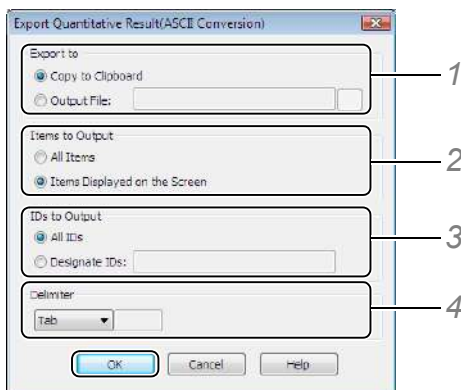 Export Quantitative Result(ASCII Conversion)
Export to
Copy to Clipboard
1
Output File:
Items to Output
All Items
2
Items Displayed on the Screen
IDs to Output
All IDs
3
Designate IDs:
Delimiter
4
Tab
OK Cancel Help